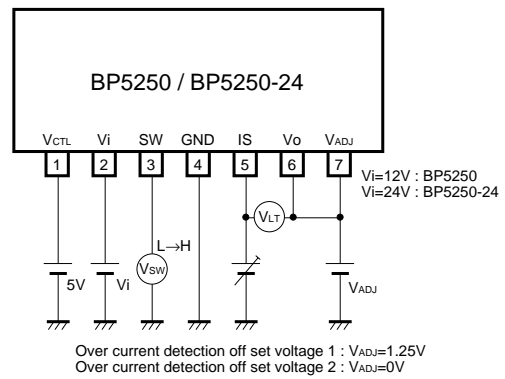 BP5250 / BP5250-24
VCTL Vi SW GND IS Vo VADJ
1 2 3 4 5 6 7
Vi=12V : BP5250
Vi=24V : BP5250-24
VLT
L→H
VSW
5V Vi VADJ
Over current detection off set voltage 1 : VADJ=1.25V
Over current detection off set voltage 2 : VADJ=0V